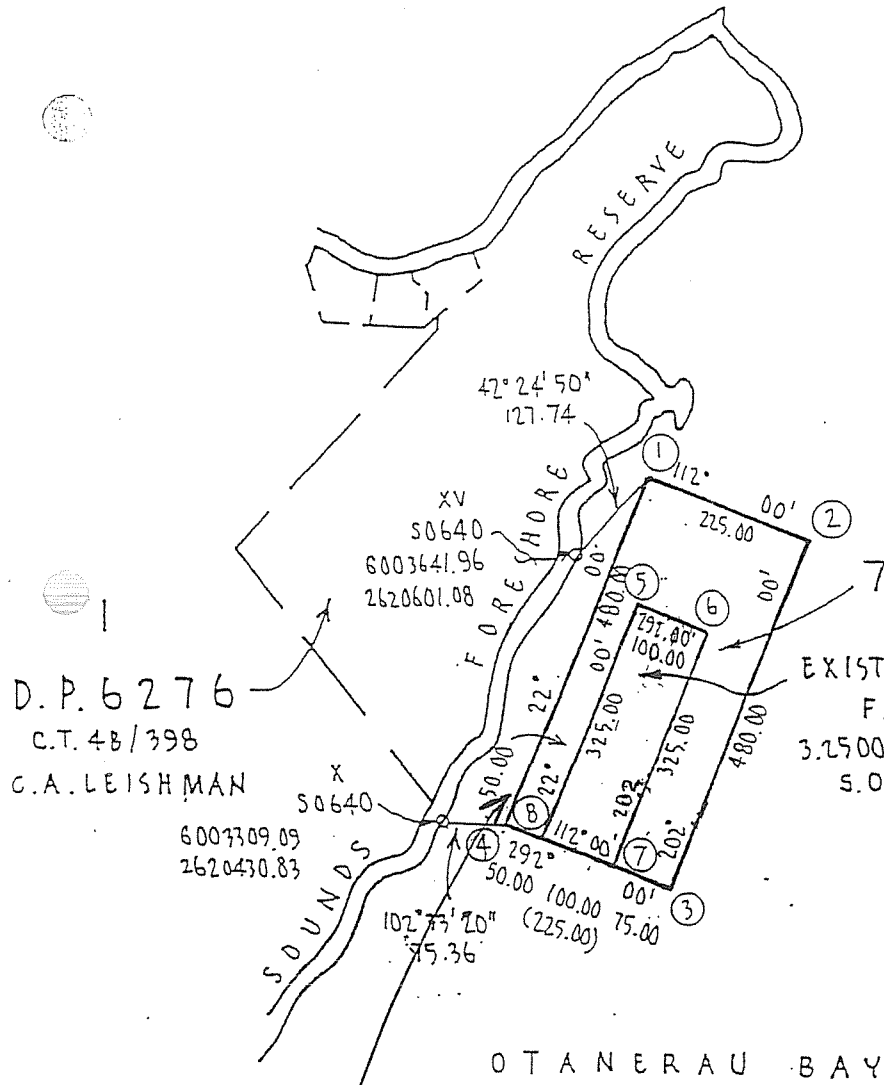 RESERVE
42° 24' 50"
127.74
XV
SO640
6003641.96
2620601.08
FORESHORE
SOUNDS
1
D.P. 6276
C.T. 4B/398
C.A. LEISHMAN
X
SO640
6003309.09
2620430.83
102° 20"
1
112° 00'
225.00
2
00'
480.00
22°
5
6
292° 00'
100.00
7
EXIST
F.
3.2500
S.O
00'
325.00
22°
325.00
202
480.00
202°
50.00
4
8
112° 00'
7
00'
3
292°
50.00 100.00 75.00
(225.00)
OTANERAU BAY